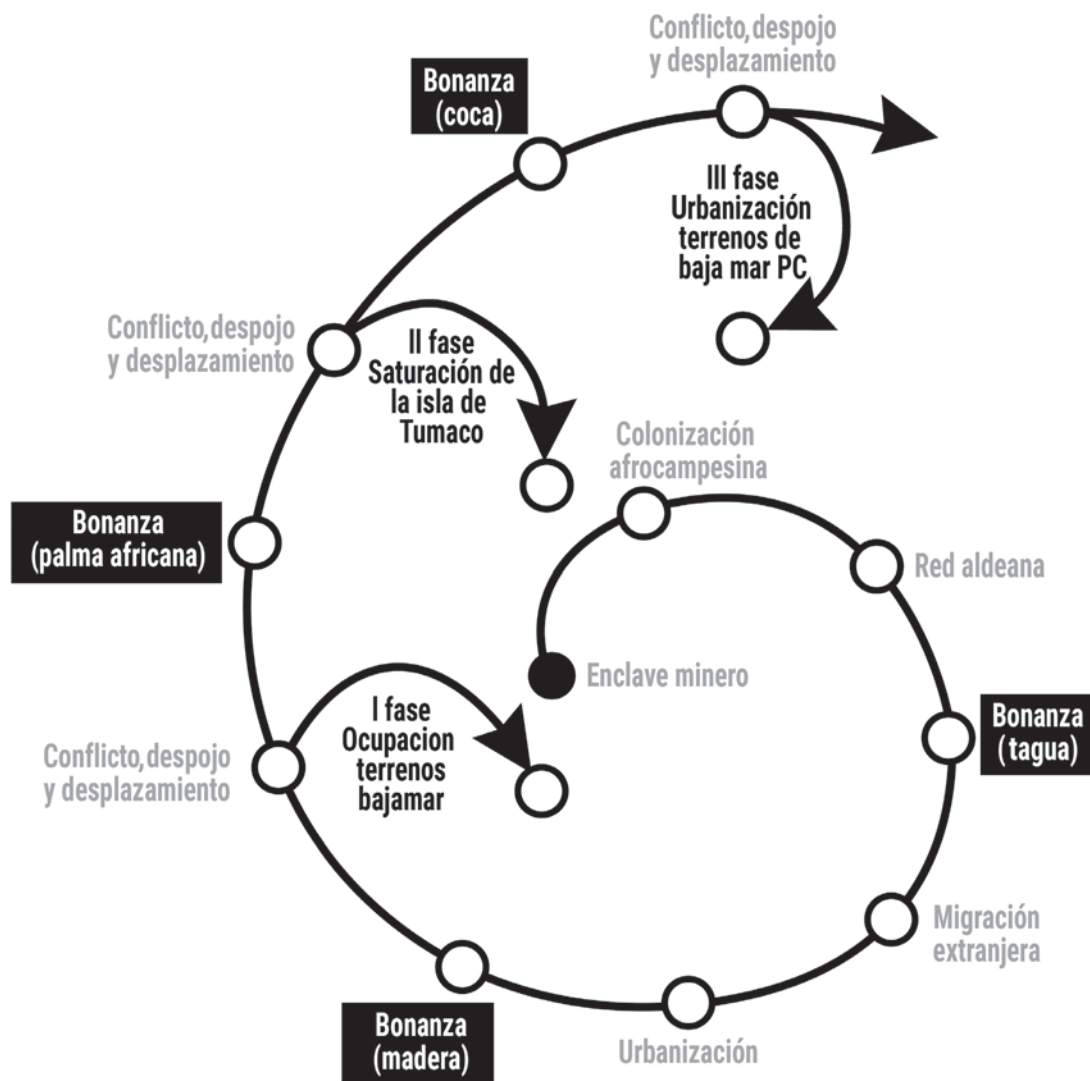 Conflicto, despojo
y desplazamiento
Bonanza
(coca)
III fase
Urbanización
terrenos de
baja mar PC
Conflicto, despojo
y desplazamiento
II fase
Saturación de
la isla de
Tumaco
Colonización
afrocampesina
Bonanza
(palma africana)
Red aldeana
Enclave minero
Bonanza
(tagua)
I fase
Ocupacion
terrenos
bajamar
Conflicto, despojo
y desplazamiento
Migración
extranjera
Bonanza
(madera)
Urbanización